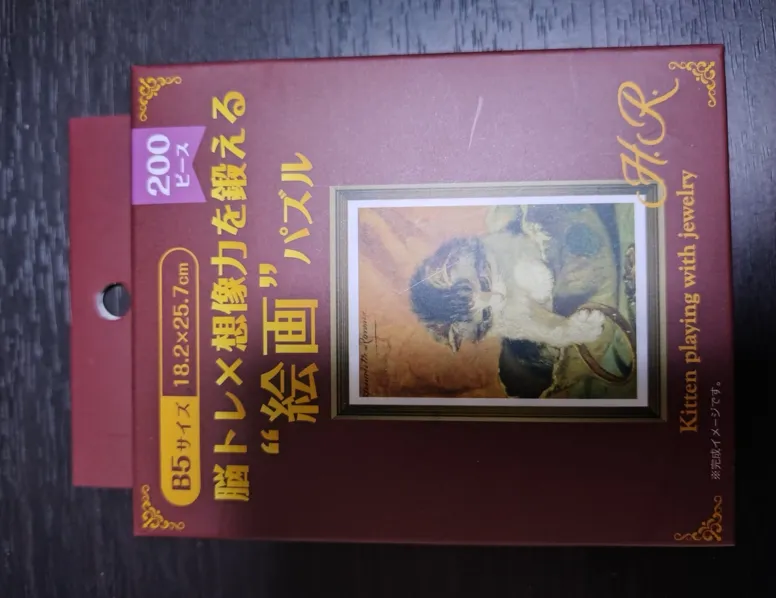 B5サイズ 18.2×25.7cm
200
ピース
脳トレ×想像力を鍛える
“絵画”パズル
H.R.
Kitten playing with jewelry
※完成イメージです。